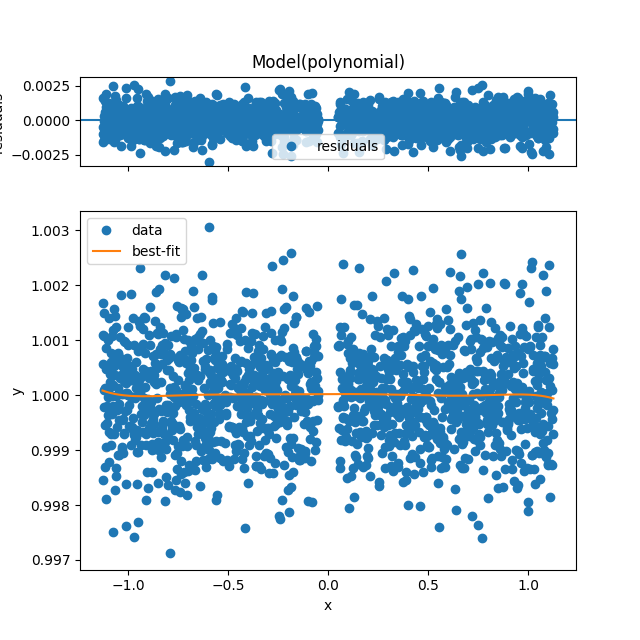 Model(polynomial)
0.0025
0.0000
−0.0025
residuals
residuals
1.003
1.002
1.001
1.000
0.999
0.998
0.997
data
best-fit
y
−1.0
−0.5
0.0
0.5
1.0
x